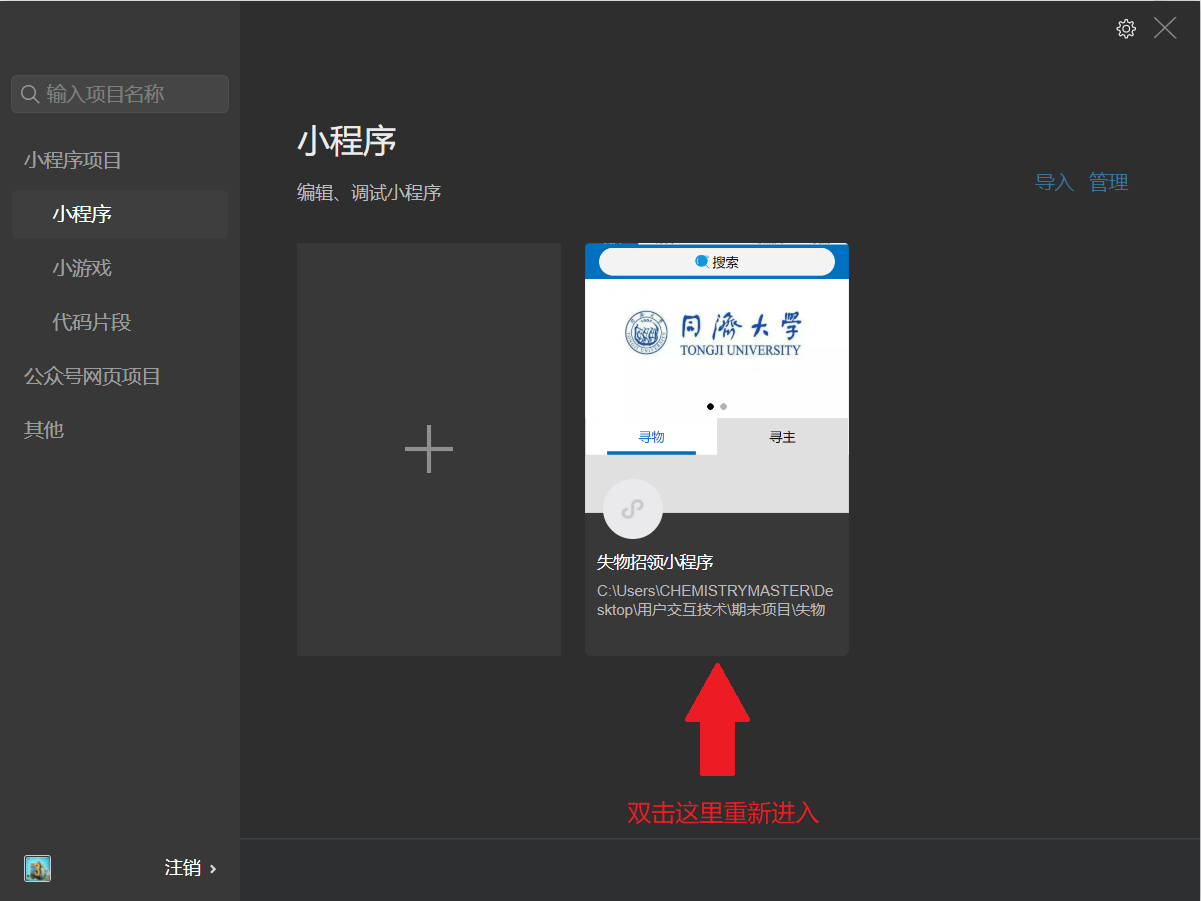 输入项目名称
小程序项目
小程序
小游戏
代码片段
公众号网页项目
其他
注销
小程序
编辑、调试小程序
导入 管理
搜索
同濟大學
TONGJI UNIVERSITY
寻物
寻主
失物招领小程序
C:\Users\CHEMISTRYMASTER\De
sktop\用户交互技术\期末项目\失物
双击这里重新进入